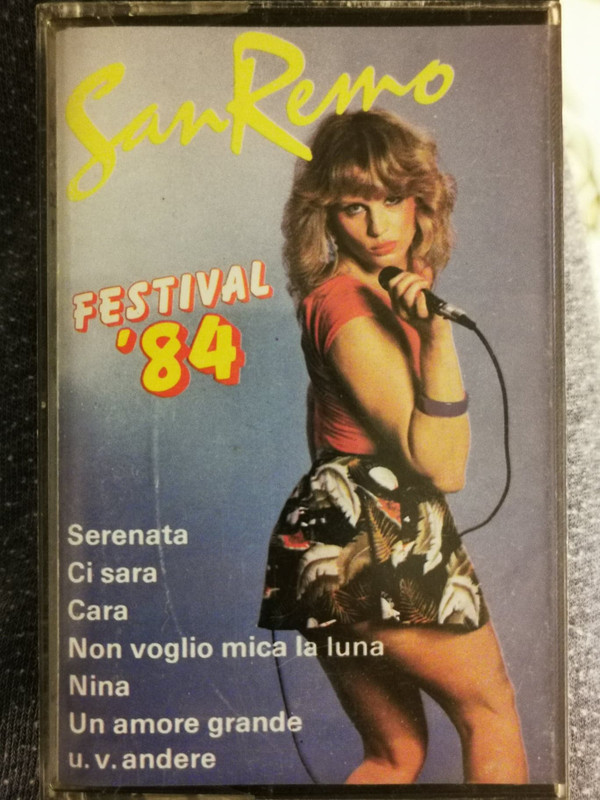 SanRemo
FESTIVAL
'84
Serenata
Ci sara
Cara
Non voglio mica la luna
Nina
Un amore grande
u. v. andere